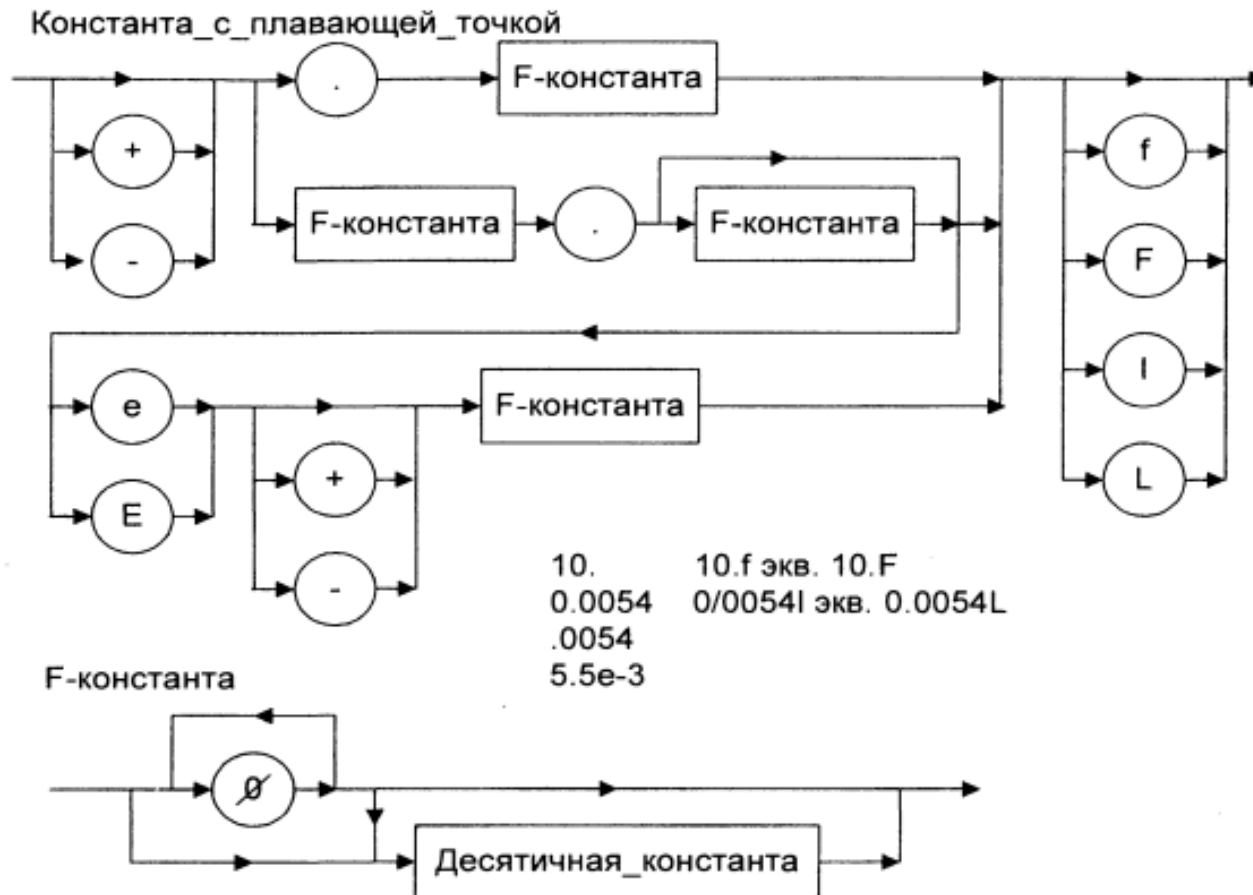 Константа_с_плавающей_точкой
. F-константа
+ f
F-константа . F-константа
- F
e F-константа l
+
E L
-
10. 10.f экв. 10.F
0.0054 0/0054l экв. 0.0054L
.0054
5.5e-3
F-константа
0
Десятичная_константа